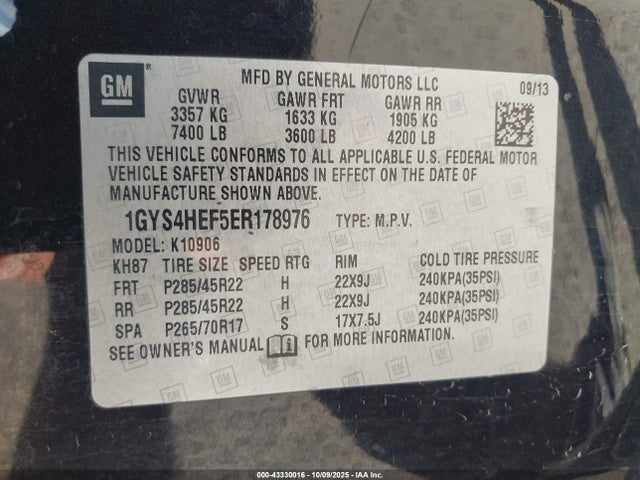 GM
MFD BY GENERAL MOTORS LLC
09/13
GVWR GAWR FRT GAWR RR
3357 KG 1633 KG 1905 KG
7400 LB 3600 LB 4200 LB
THIS VEHICLE CONFORMS TO ALL APPLICABLE U.S. FEDERAL MOTOR
VEHICLE SAFETY STANDARDS IN EFFECT ON THE DATE OF
MANUFACTURE SHOWN ABOVE.
1GYS4HEF5ER178976 TYPE: M.P.V.
MODEL: K10906
KH87 TIRE SIZE SPEED RTG RIM COLD TIRE PRESSURE
FRT P285/45R22 H 22X9J 240KPA(35PSI)
RR P285/45R22 H 22X9J 240KPA(35PSI)
SPA P265/70R17 S 17X7.5J 240KPA(35PSI)
SEE OWNER'S MANUAL FOR MORE INFORMATION.
000-43330016 - 10/09/2025 - IAA Inc.